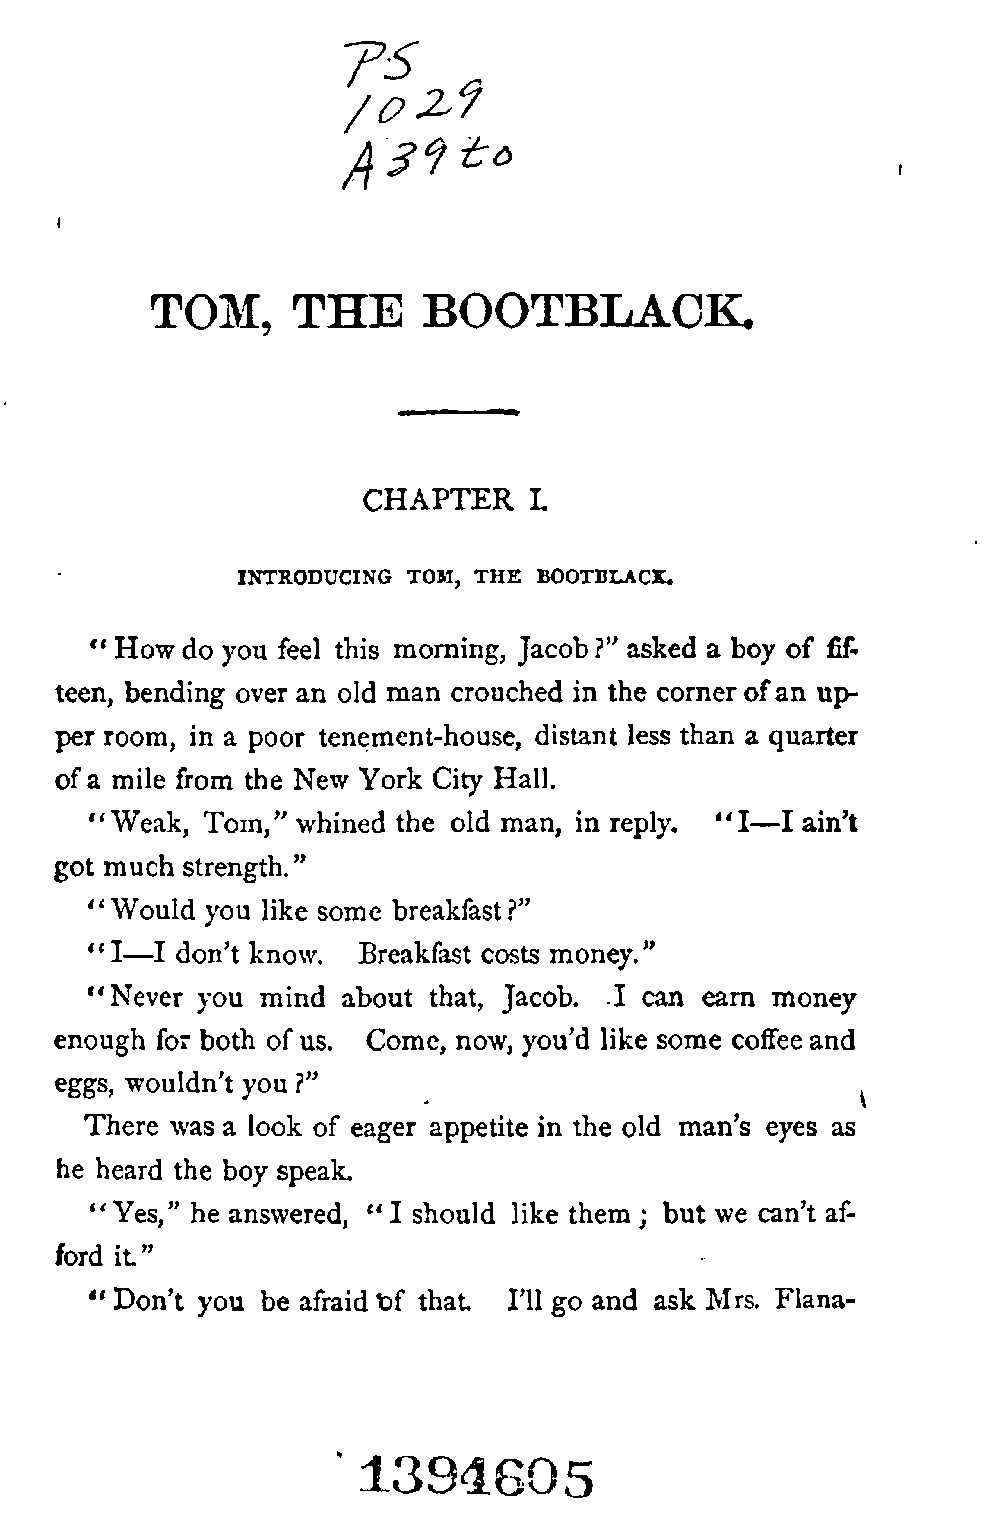 PS
1029
A39to
TOM, THE BOOTBLACK.
CHAPTER I.
INTRODUCING TOM, THE BOOTBLACK.
"How do you feel this morning, Jacob?" asked a boy of fif-
teen, bending over an old man crouched in the corner of an up-
per room, in a poor tenement-house, distant less than a quarter
of a mile from the New York City Hall.
"Weak, Tom," whined the old man, in reply. "I—I ain't
got much strength."
"Would you like some breakfast?"
"I—I don't know. Breakfast costs money."
"Never you mind about that, Jacob. I can earn money
enough for both of us. Come, now, you'd like some coffee and
eggs, wouldn't you?"
There was a look of eager appetite in the old man's eyes as
he heard the boy speak.
"Yes," he answered, "I should like them; but we can't af-
ford it."
"Don't you be afraid of that. I'll go and ask Mrs. Flana-
1394605